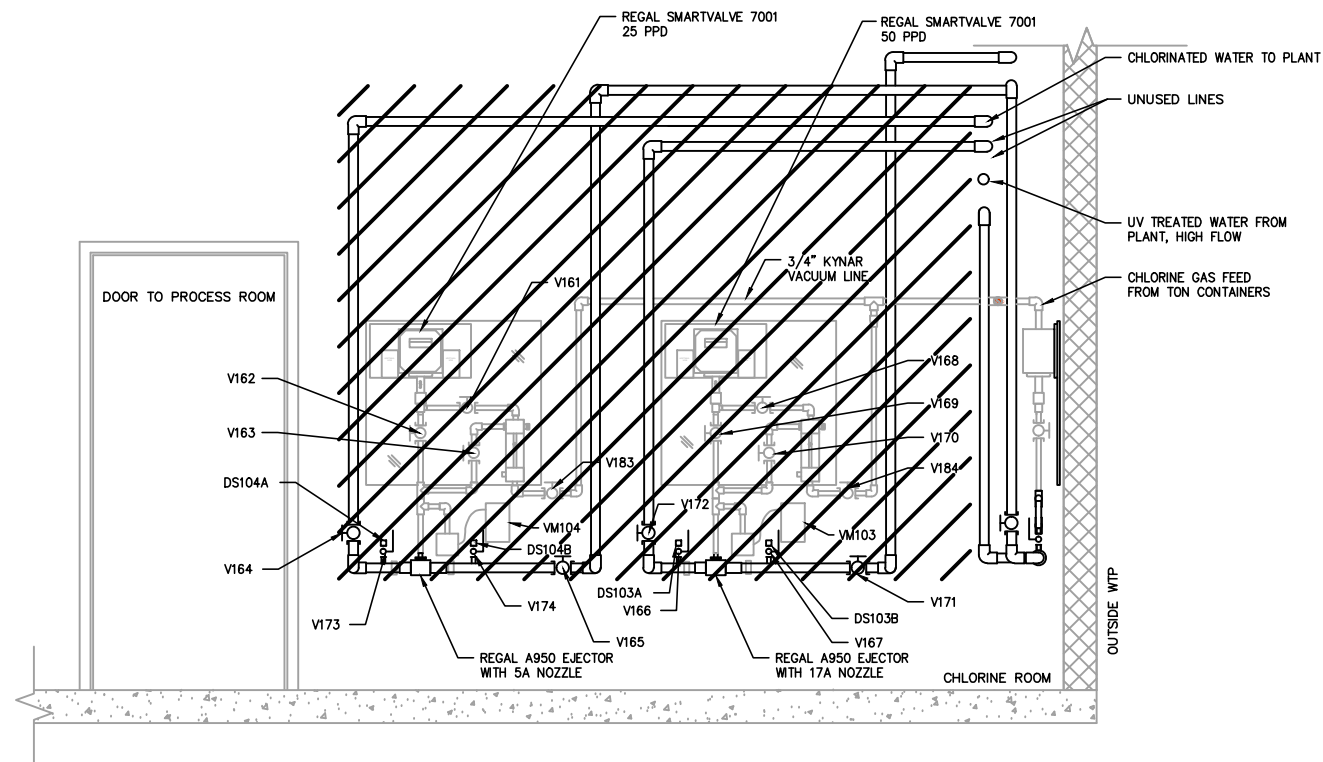 REGAL SMARTVALVE 7001
25 PPD
REGAL SMARTVALVE 7001
50 PPD
CHLORINATED WATER TO PLANT
UNUSED LINES
UV TREATED WATER FROM
PLANT, HIGH FLOW
3/4" KYNAR
VACUUM LINE
CHLORINE GAS FEED
FROM TON CONTAINERS
DOOR TO PROCESS ROOM
V161
V162
V163
DS104A
V164
V173
V183
VM104
DS104B
V174
V165
V168
V169
V170
V184
V172
VM103
DS103A
V166
V171
DS103B
V167
REGAL A950 EJECTOR
WITH 5A NOZZLE
REGAL A950 EJECTOR
WITH 17A NOZZLE
CHLORINE ROOM
OUTSIDE WTP